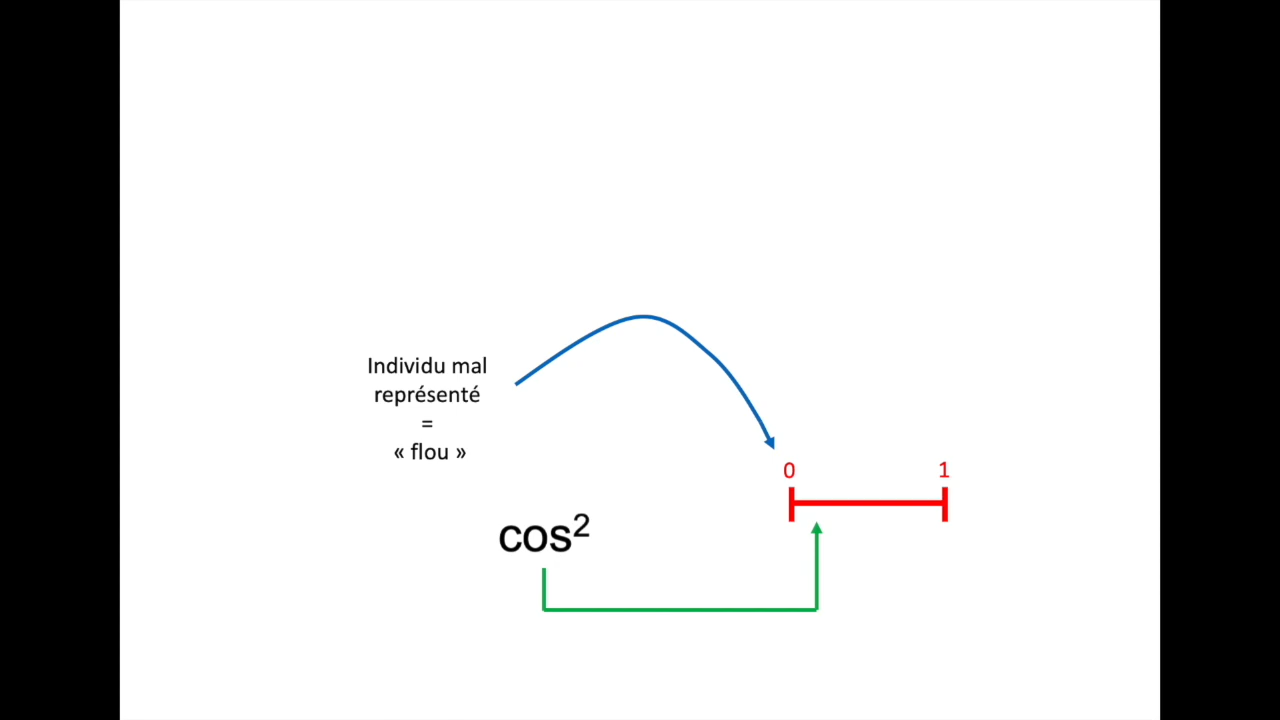 Individu mal
représenté
=
« flou »
0 1
cos²